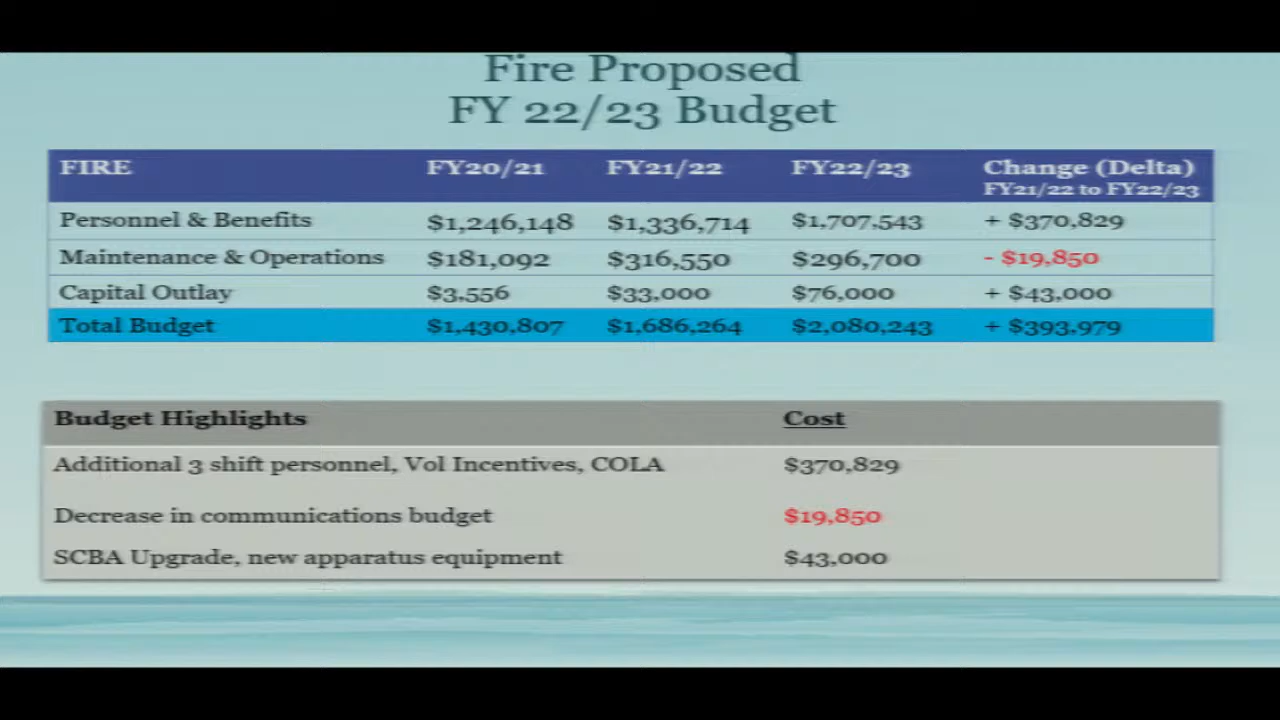 Fire Proposed
FY 22/23 Budget
FIRE FY20/21 FY21/22 FY22/23 Change (Delta)
FY21/22 to FY22/23
Personnel & Benefits $1,246,148 $1,336,714 $1,707,543 + $370,829
Maintenance & Operations $181,092 $316,550 $296,700 - $19,850
Capital Outlay $3,556 $33,000 $76,000 + $43,000
Total Budget $1,430,807 $1,686,264 $2,080,243 + $393,979
Budget Highlights Cost
Additional 3 shift personnel, Vol Incentives, COLA $370,829
Decrease in communications budget $19,850
SCBA Upgrade, new apparatus equipment $43,000